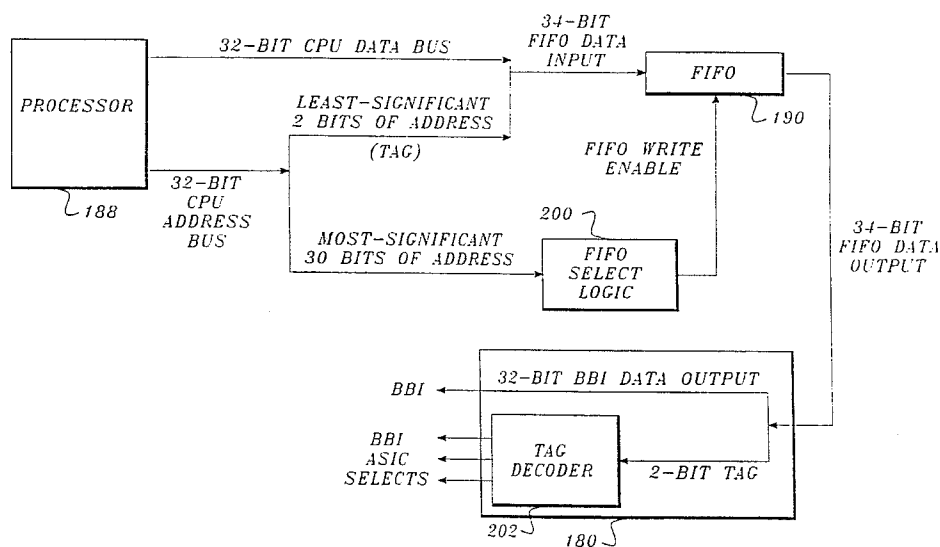 34-BIT
FIFO DATA
INPUT
32-BIT CPU DATA BUS
PROCESSOR
FIFO
190
LEAST-SIGNIFICANT
2 BITS OF ADDRESS
(TAG)
FIFO WRITE
ENABLE
188
32-BIT
CPU
ADDRESS
BUS
200
MOST-SIGNIFICANT
30 BITS OF ADDRESS
FIFO
SELECT
LOGIC
34-BIT
FIFO DATA
OUTPUT
BBI
32-BIT BBI DATA OUTPUT
BBI
ASIC
SELECTS
TAG
DECODER
2-BIT TAG
202
180